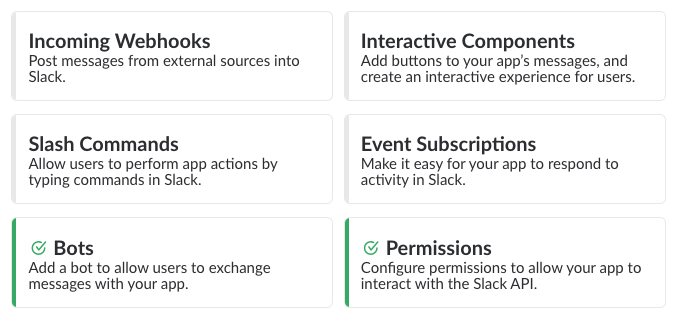 Incoming Webhooks
Post messages from external sources into
Slack.
Interactive Components
Add buttons to your app's messages, and
create an interactive experience for users.
Slash Commands
Allow users to perform app actions by
typing commands in Slack.
Event Subscriptions
Make it easy for your app to respond to
activity in Slack.
Bots
Add a bot to allow users to exchange
messages with your app.
Permissions
Configure permissions to allow your app to
interact with the Slack API.